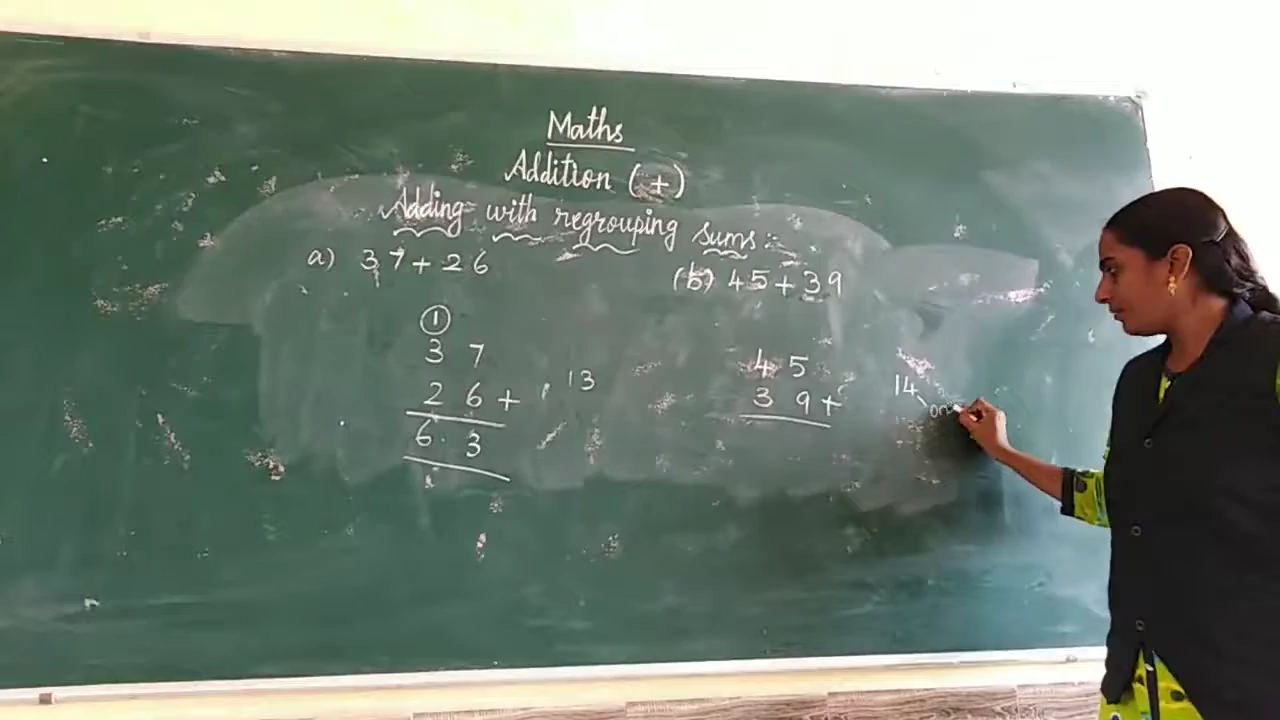 Maths
Addition (+)
Adding with regrouping sums:
a) 37+26
(b) 45+39
1
3 7
2 6 +
13
6 3
4 5
3 9+
14